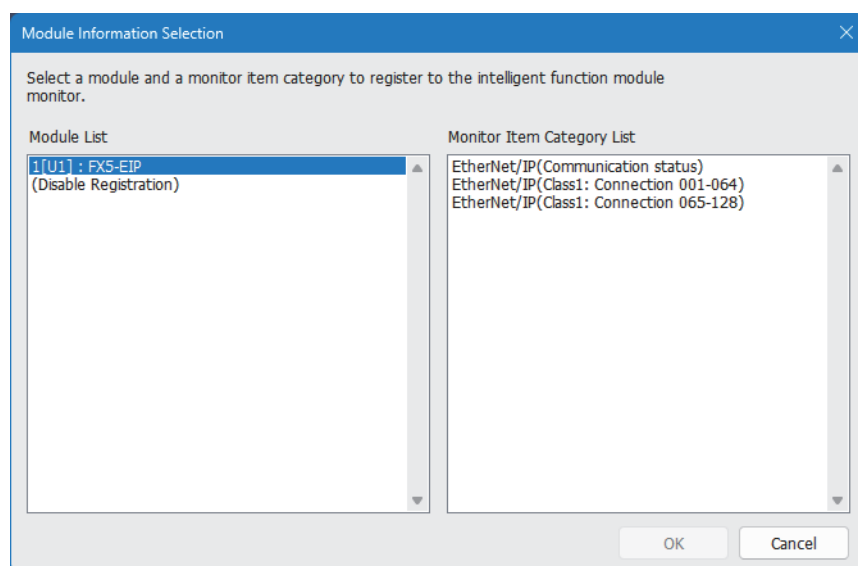 Module Information Selection
Select a module and a monitor item category to register to the intelligent function module
monitor.
Module List
1[U1] : FX5-EIP
(Disable Registration)
Monitor Item Category List
EtherNet/IP(Communication status)
EtherNet/IP(Class1: Connection 001-064)
EtherNet/IP(Class1: Connection 065-128)
OK
Cancel